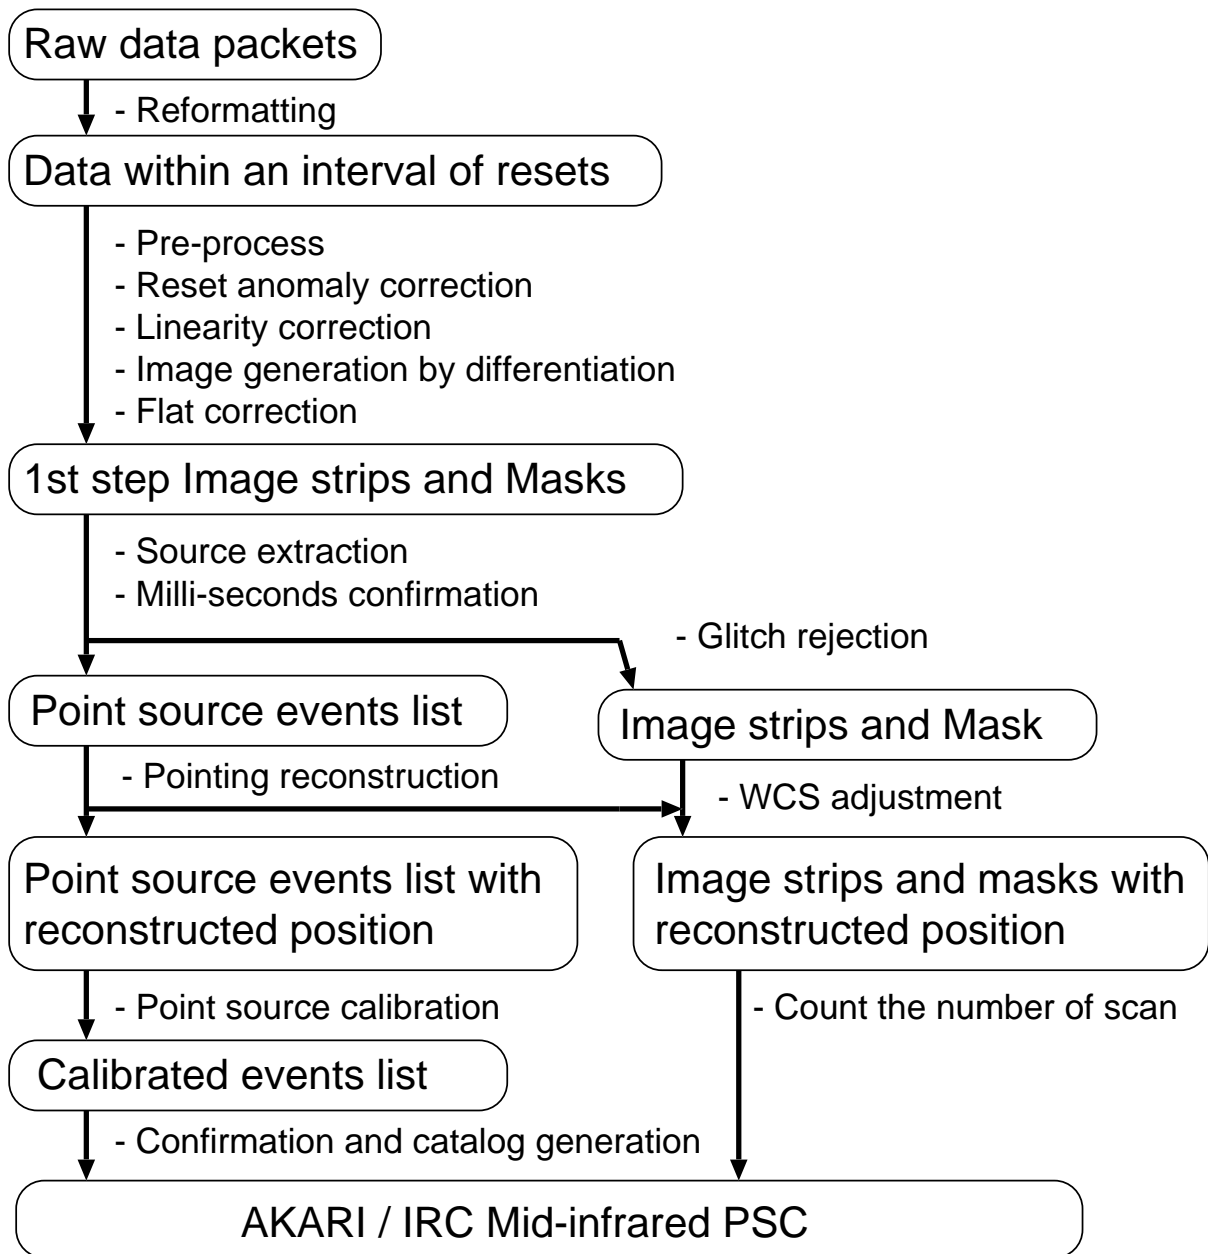 Raw data packets
- Reformatting
Data within an interval of resets
- Pre-process
- Reset anomaly correction
- Linearity correction
- Image generation by differentiation
- Flat correction
1st step Image strips and Masks
- Source extraction
- Milli-seconds confirmation
- Glitch rejection
Point source events list
Image strips and Mask
- Pointing reconstruction
- WCS adjustment
Point source events list with
reconstructed position
Image strips and masks with
reconstructed position
- Point source calibration
- Count the number of scan
Calibrated events list
- Confirmation and catalog generation
AKARI / IRC Mid-infrared PSC